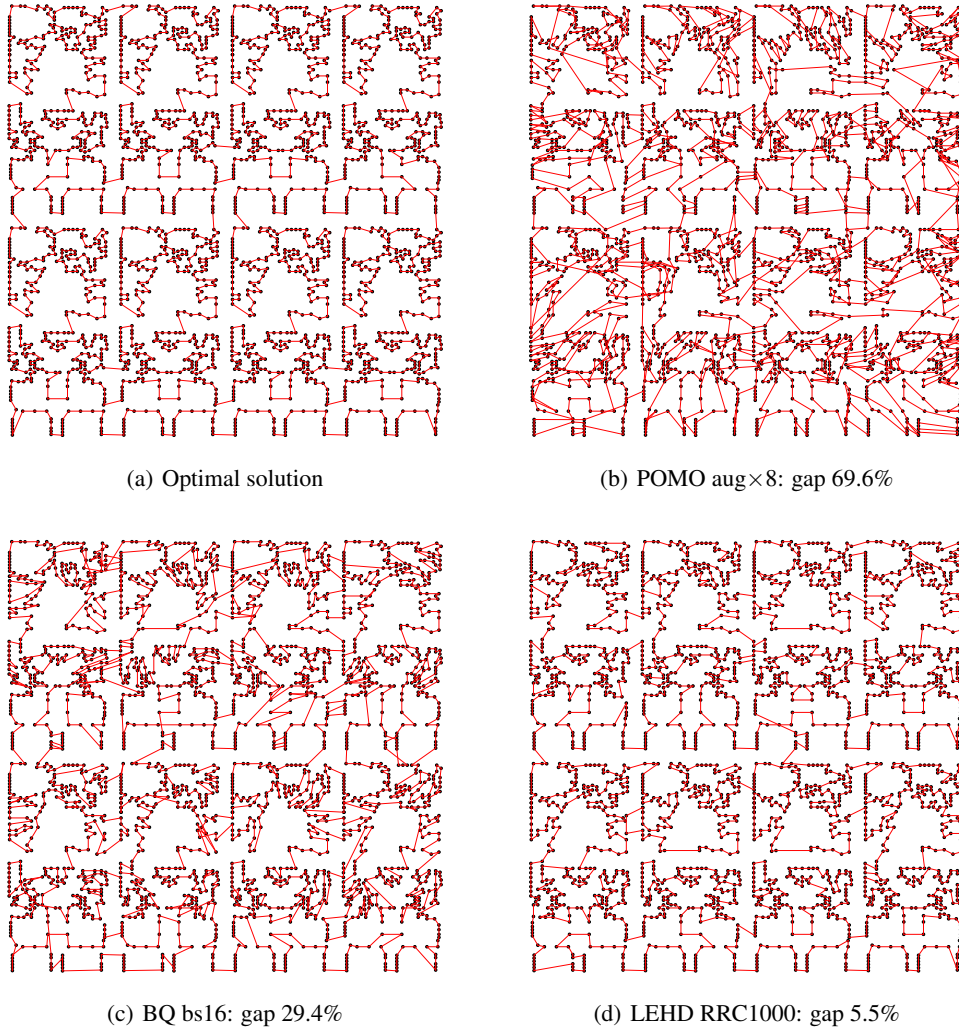 (a) Optimal solution
(b) POMO aug×8: gap 69.6%
(c) BQ bs16: gap 29.4%
(d) LEHD RRC1000: gap 5.5%